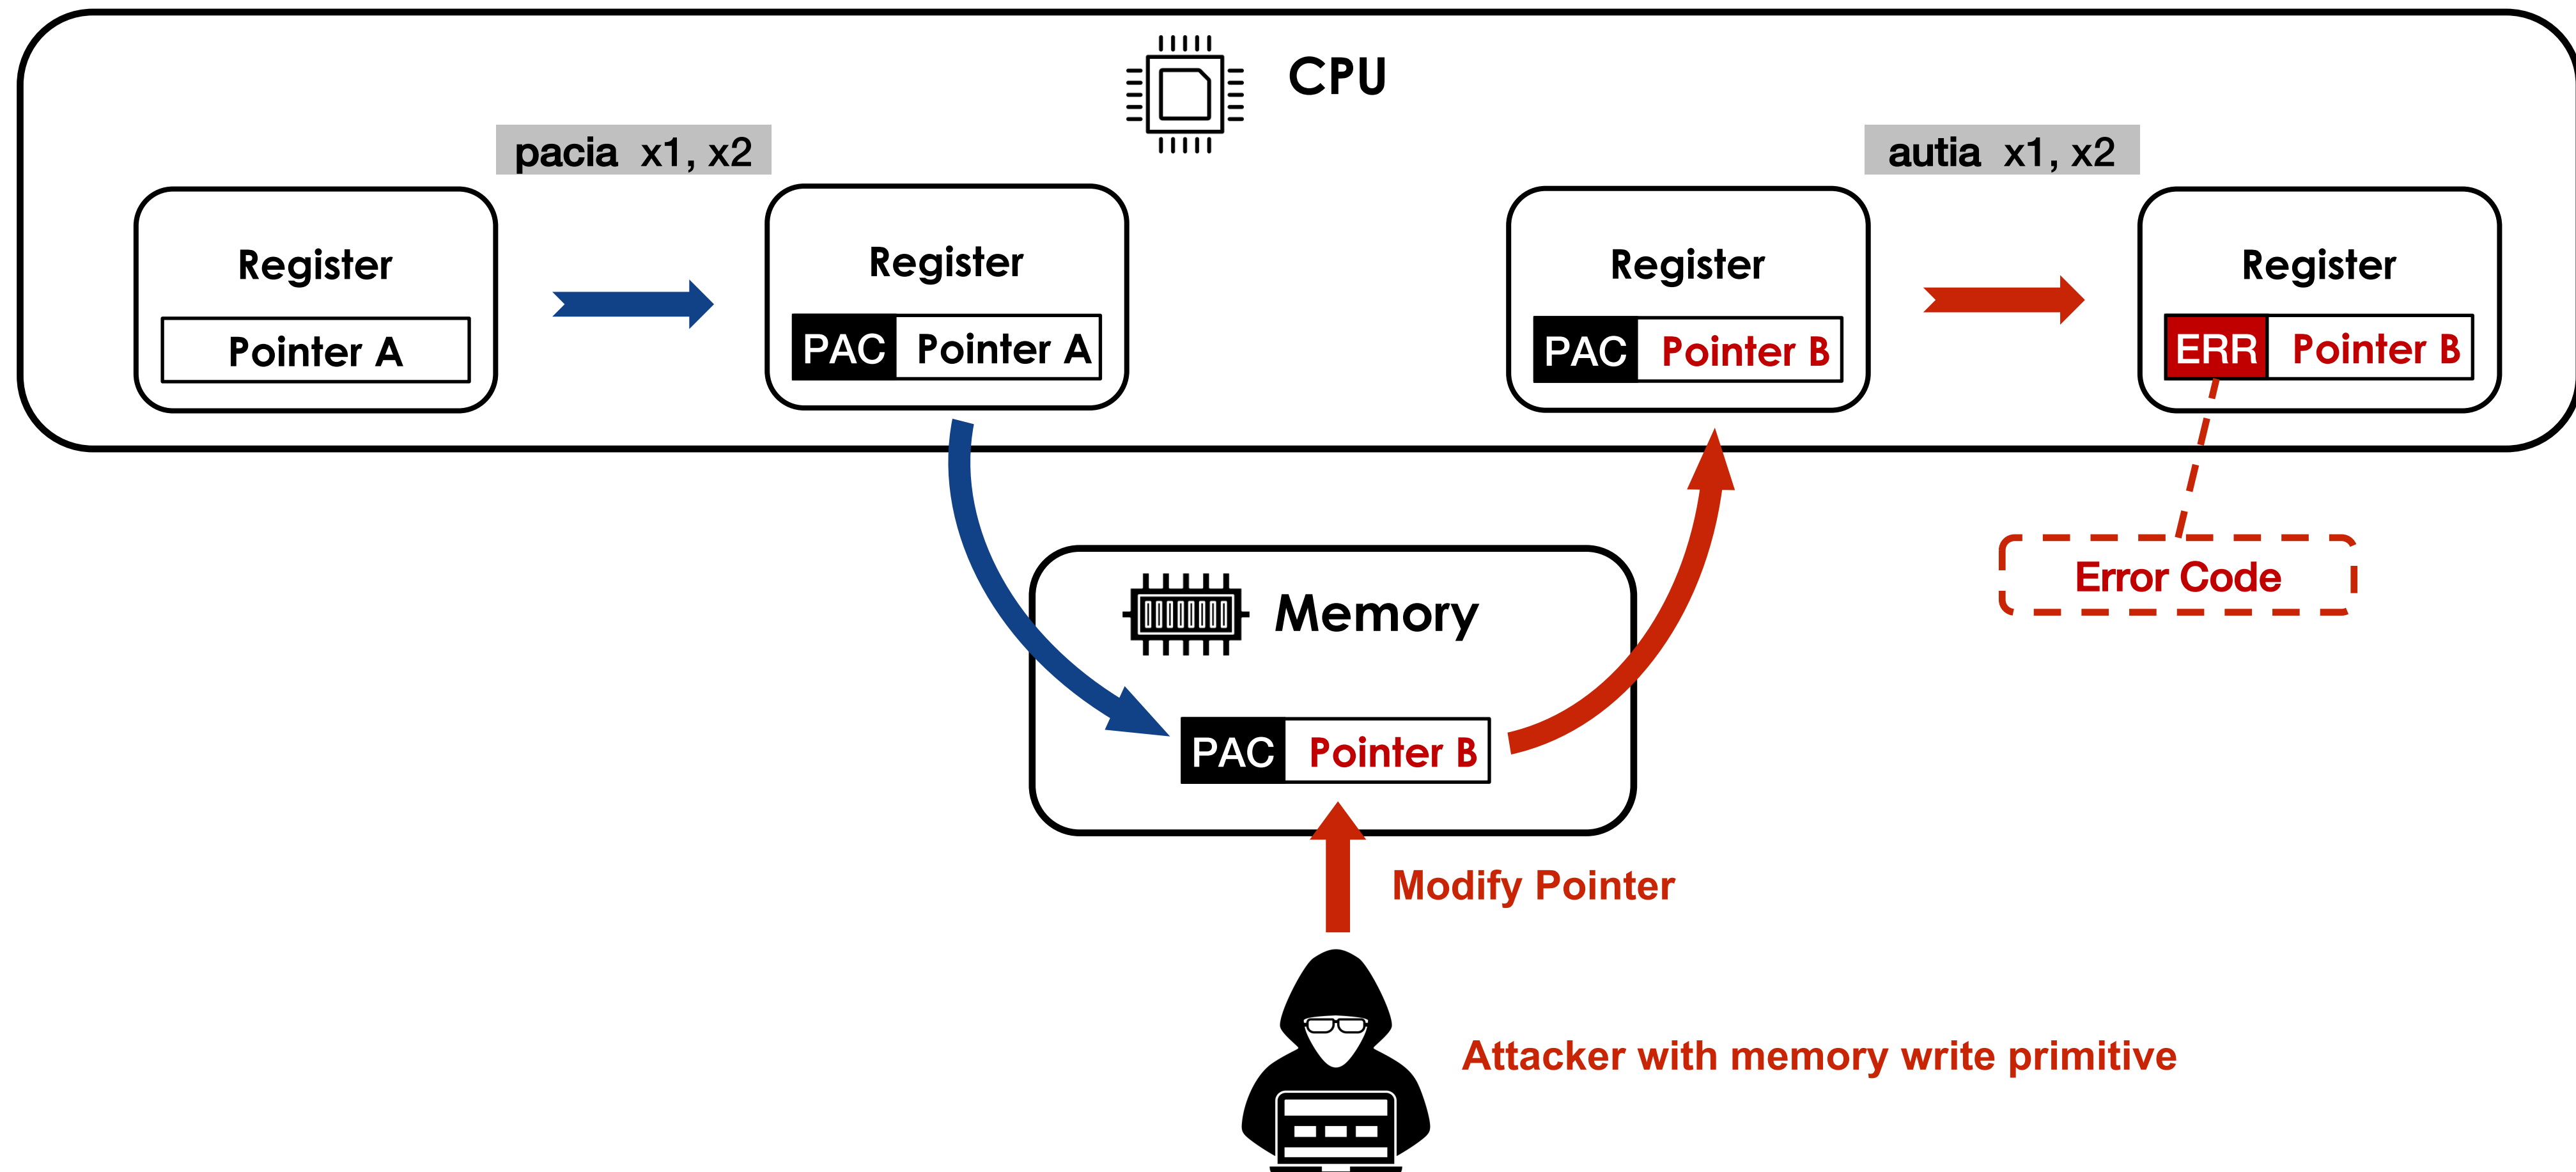 CPU
pacia x1, x2
autia x1, x2
Register
Pointer A
Register
PAC Pointer A
Register
PAC Pointer B
Register
ERR Pointer B
Error Code
Memory
PAC Pointer B
Modify Pointer
Attacker with memory write primitive